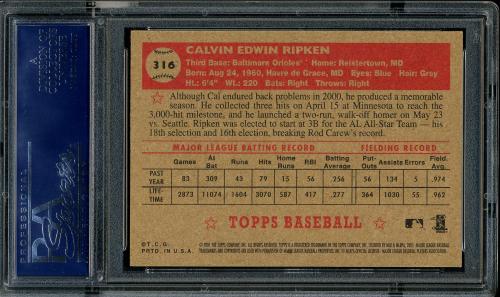 316
CALVIN EDWIN RIPKEN
Third Base: Baltimore Orioles® Home: Reisterstown, MD
Born: Aug 24, 1960, Havre de Grace, MD Eyes: Blue Hair: Gray
Ht.: 6'4" WL: 220 Bats: Right Throws: Right
Although Cal endured back problems in 2000, he produced a memorable
season. He collected three hits on April 15 at Minnesota to reach the
3,000-hit milestone, and he launched a two-run, walk-off homer on May 23
vs. Seattle. Ripken was elected to start at 3B for the AL All-Star Team — his
18th selection and 16th election, breaking Rod Carew's record.
MAJOR LEAGUE BATTING RECORD FIELDING RECORD
Games At Bat Runs Hits Home Runs RBI Batting Average Put-Outs Assists Errors Field. Avg.
PAST YEAR 83 309 43 79 15 56 .256 56 134 5 .974
LIFE-TIME 2873 11074 1604 3070 417 .277 364 1030 55 .962
TOPPS BASEBALL
©T.C.G.
PRTD. IN U.S.A.
PSA
PROFESSIONAL